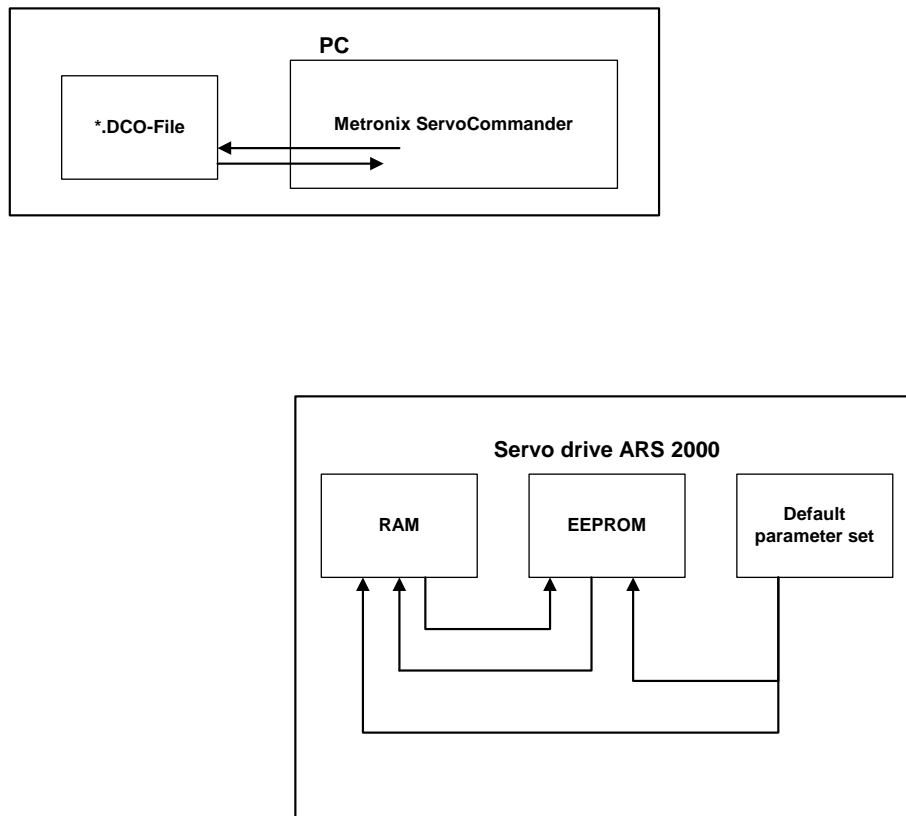 PC
*.DCO-File
Metronix ServoCommander
Servo drive ARS 2000
RAM
EEPROM
Default
parameter set